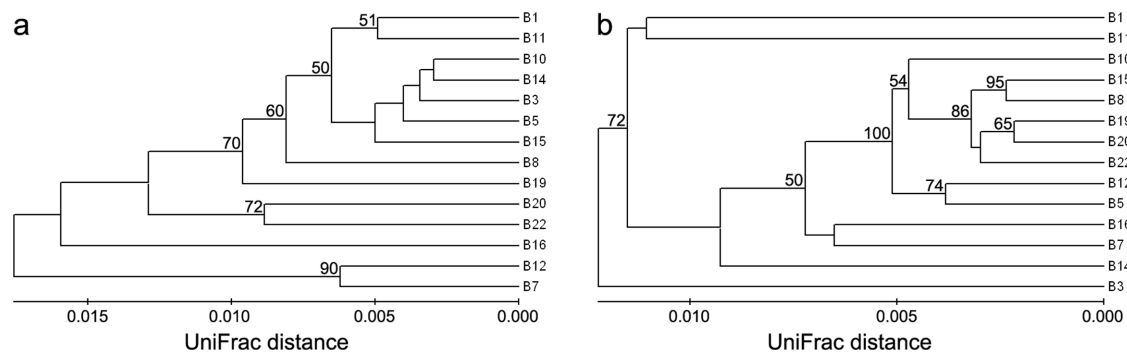 a
51
B1
B11
B10
50
B14
B3
60
B5
B15
70
B8
B19
72
B20
B22
B16
90
B12
B7
0.015 0.010 0.005 0.000
UniFrac distance
b
B1
B11
B10
54
95
B15
B8
72
86
65
B19
100
B20
B22
50
74
B12
B5
B16
B7
B14
B3
0.010 0.005 0.000
UniFrac distance